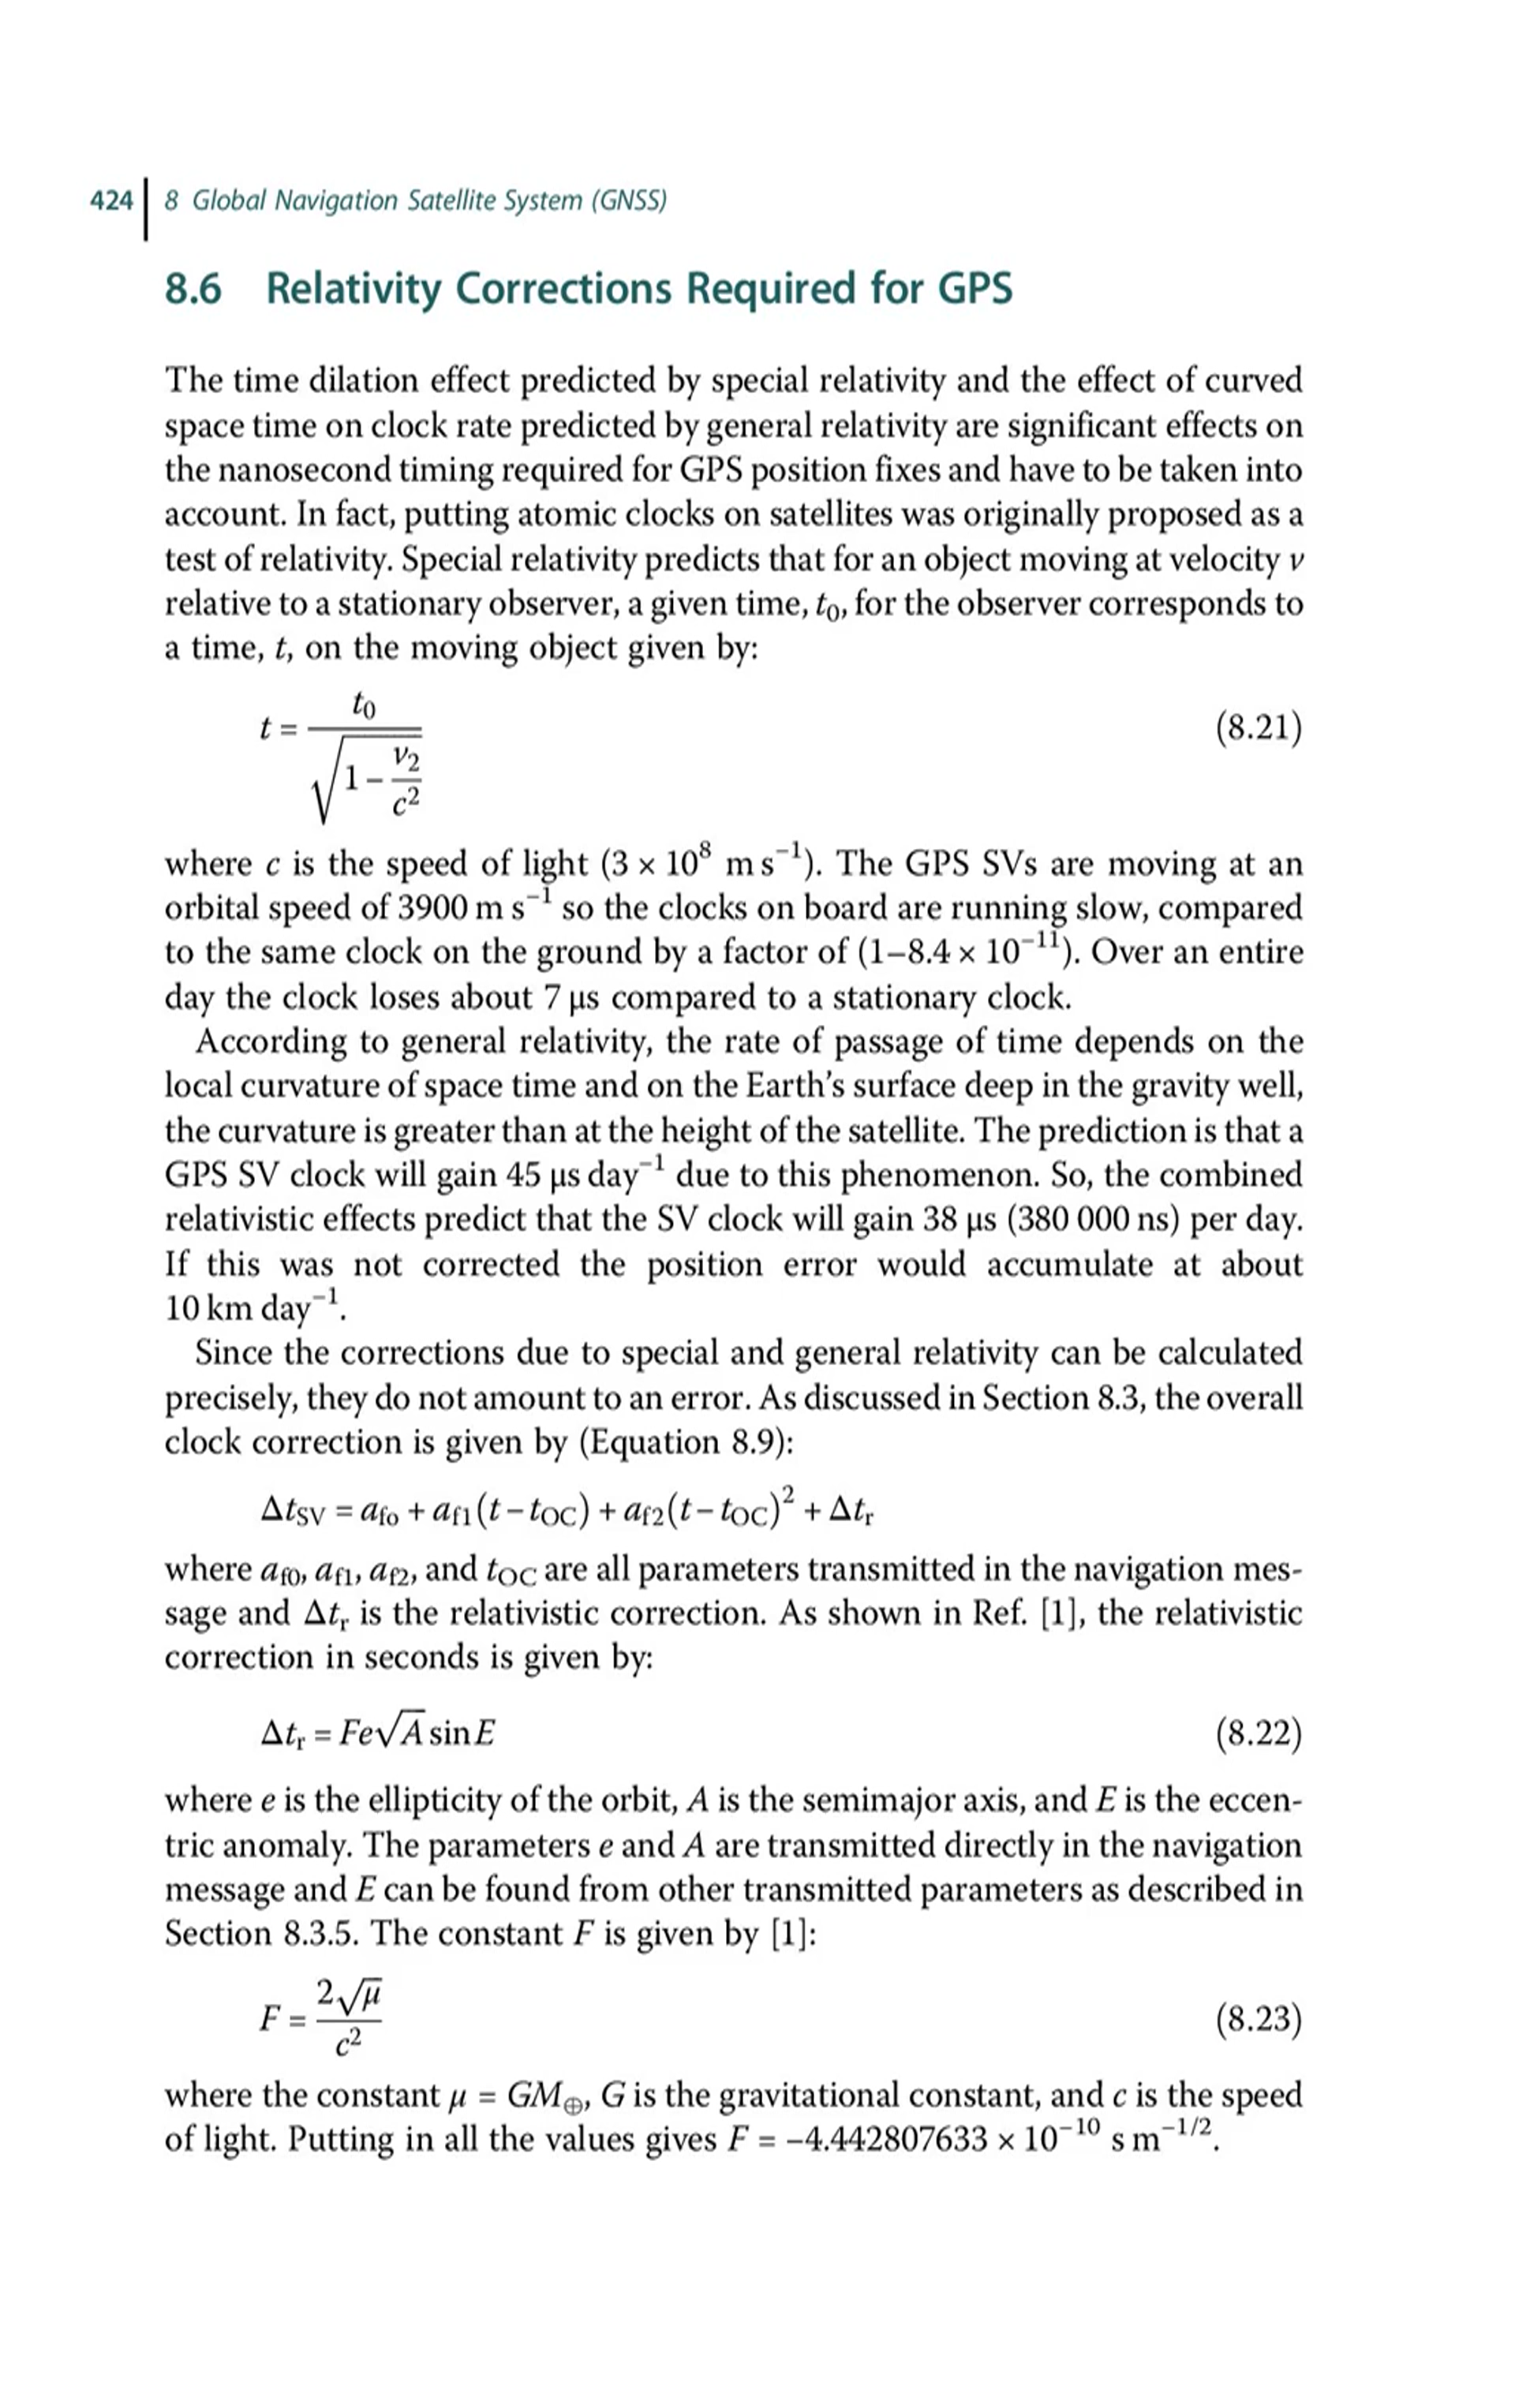 424 | 8 Global Navigation Satellite System (GNSS)
8.6 Relativity Corrections Required for GPS
The time dilation effect predicted by special relativity and the effect of curved
space time on clock rate predicted by general relativity are significant effects on
the nanosecond timing required for GPS position fixes and have to be taken into
account. In fact, putting atomic clocks on satellites was originally proposed as a
test of relativity. Special relativity predicts that for an object moving at velocity v
relative to a stationary observer, a given time, t₀, for the observer corresponds to
a time, t, on the moving object given by:
t = t₀ / √(1 − v₂/c²) (8.21)
where c is the speed of light (3 × 10⁸ m s⁻¹). The GPS SVs are moving at an
orbital speed of 3900 m s⁻¹ so the clocks on board are running slow, compared
to the same clock on the ground by a factor of (1–8.4 × 10⁻¹¹). Over an entire
day the clock loses about 7 μs compared to a stationary clock.
According to general relativity, the rate of passage of time depends on the
local curvature of space time and on the Earth's surface deep in the gravity well,
the curvature is greater than at the height of the satellite. The prediction is that a
GPS SV clock will gain 45 μs day⁻¹ due to this phenomenon. So, the combined
relativistic effects predict that the SV clock will gain 38 μs (380 000 ns) per day.
If this was not corrected the position error would accumulate at about
10 km day⁻¹.
Since the corrections due to special and general relativity can be calculated
precisely, they do not amount to an error. As discussed in Section 8.3, the overall
clock correction is given by (Equation 8.9):
Δt_SV = a_fo + a_f1(t − t_OC) + a_f2(t − t_OC)² + Δt_r
where a_f0, a_f1, a_f2, and t_OC are all parameters transmitted in the navigation mes-
sage and Δt_r is the relativistic correction. As shown in Ref. [1], the relativistic
correction in seconds is given by:
Δt_r = Fe√A sin E (8.22)
where e is the ellipticity of the orbit, A is the semimajor axis, and E is the eccen-
tric anomaly. The parameters e and A are transmitted directly in the navigation
message and E can be found from other transmitted parameters as described in
Section 8.3.5. The constant F is given by [1]:
F = 2√μ / c² (8.23)
where the constant μ = GM⊕, G is the gravitational constant, and c is the speed
of light. Putting in all the values gives F = −4.442807633 × 10⁻¹⁰ s m⁻¹/².